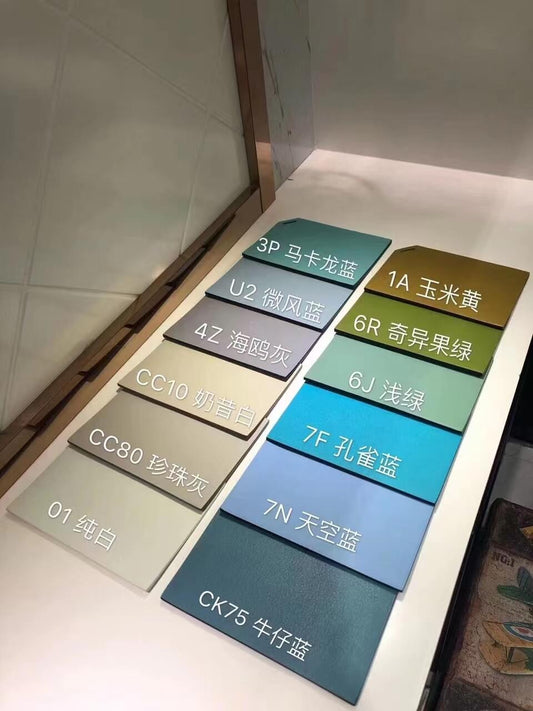 3P 马卡龙蓝
U2 微风蓝
4Z 海鸥灰
CC10 奶昔白
CC80 珍珠灰
01 纯白
1A 玉米黄
6R 奇异果绿
6J 浅绿
7F 孔雀蓝
7N 天空蓝
CK75 牛仔蓝